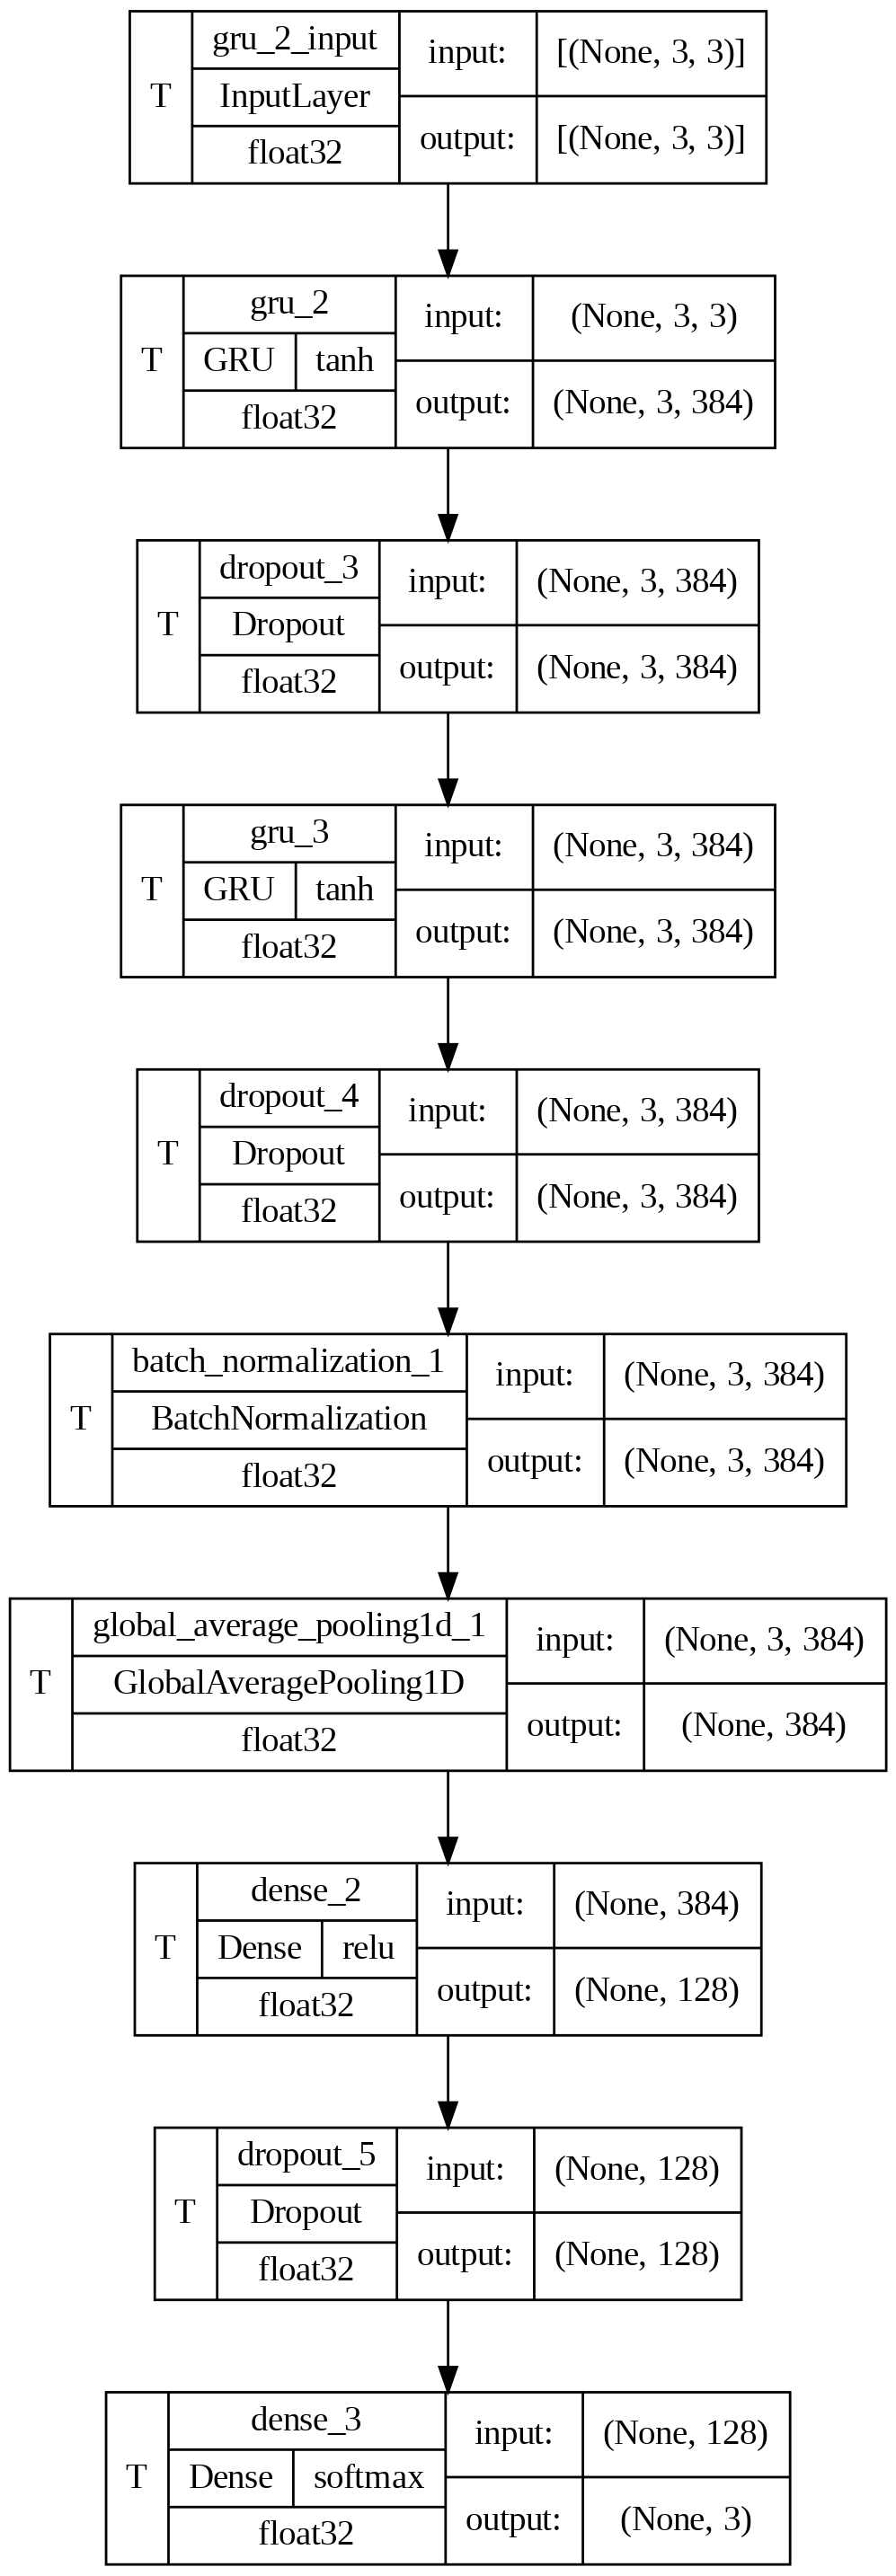 T
gru_2_input
InputLayer
float32
input:
[(None, 3, 3)]
output:
[(None, 3, 3)]
T
gru_2
GRU
tanh
float32
input:
(None, 3, 3)
output:
(None, 3, 384)
T
dropout_3
Dropout
float32
input:
(None, 3, 384)
output:
(None, 3, 384)
T
gru_3
GRU
tanh
float32
input:
(None, 3, 384)
output:
(None, 3, 384)
T
dropout_4
Dropout
float32
input:
(None, 3, 384)
output:
(None, 3, 384)
T
batch_normalization_1
BatchNormalization
float32
input:
(None, 3, 384)
output:
(None, 3, 384)
T
global_average_pooling1d_1
GlobalAveragePooling1D
float32
input:
(None, 3, 384)
output:
(None, 384)
T
dense_2
Dense
relu
float32
input:
(None, 384)
output:
(None, 128)
T
dropout_5
Dropout
float32
input:
(None, 128)
output:
(None, 128)
T
dense_3
Dense
softmax
float32
input:
(None, 128)
output:
(None, 3)